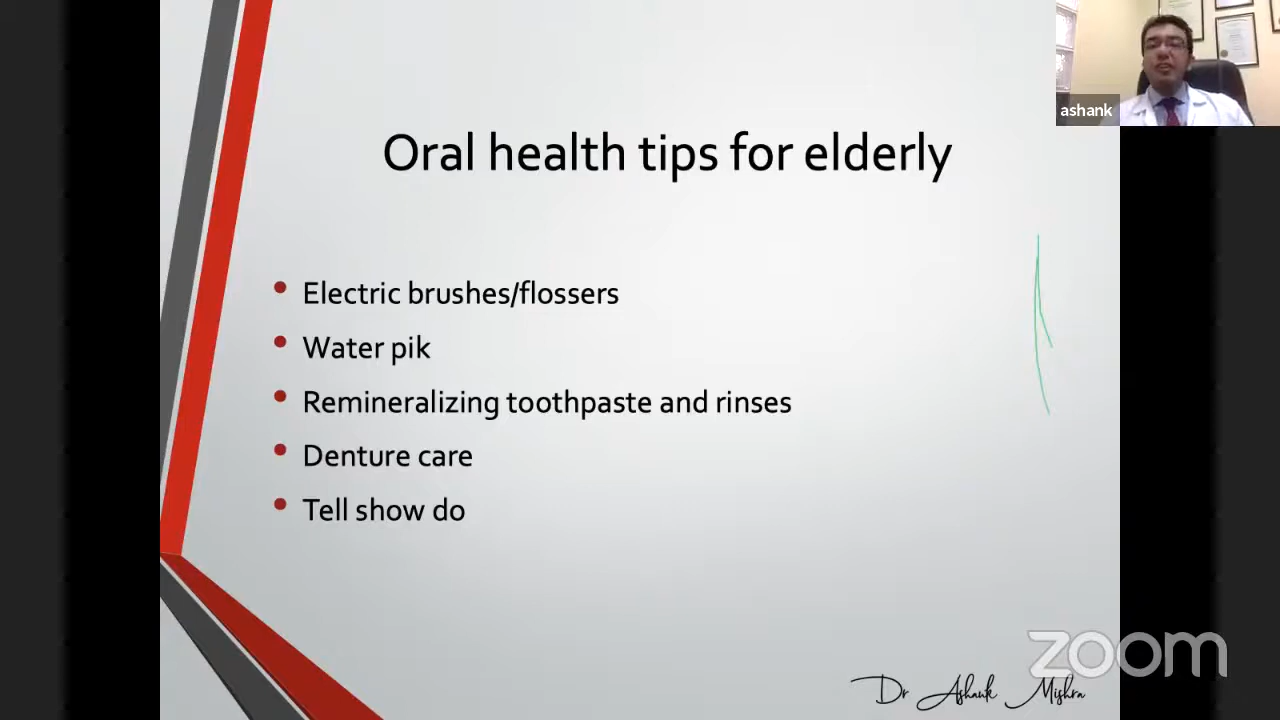 ashank
Oral health tips for elderly
Electric brushes/flossers
Water pik
Remineralizing toothpaste and rinses
Denture care
Tell show do
zoom
Dr Ashank Mishra